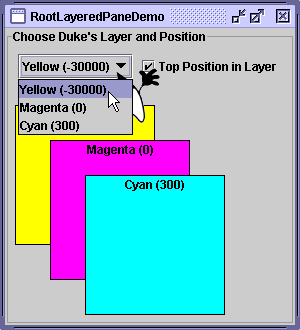 RootLayeredPaneDemo
Choose Duke's Layer and Position
Yellow (-30000)
Top Position in Layer
Yellow (-30000)
Magenta (0)
Cyan (300)
Magenta (0)
Cyan (300)